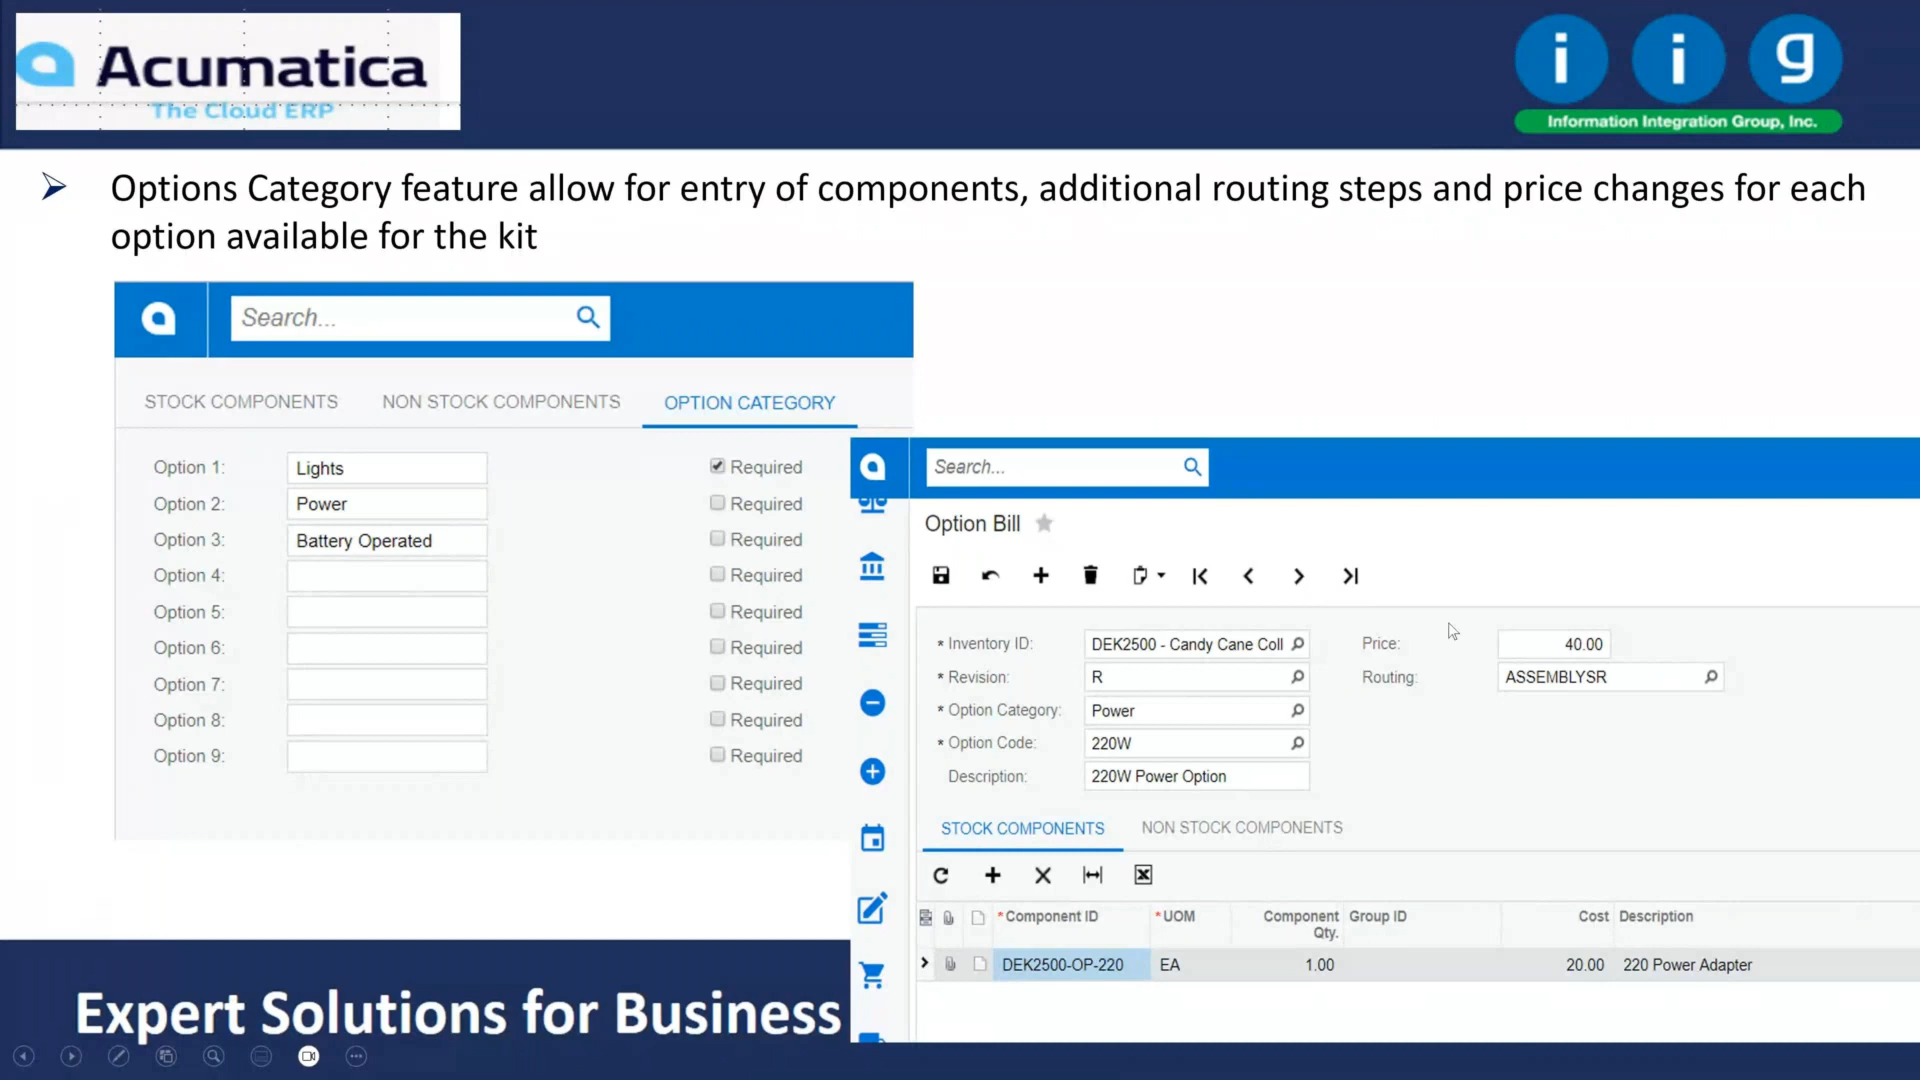 Acumatica
The Cloud ERP
i i g
Information Integration Group, Inc.
Options Category feature allow for entry of components, additional routing steps and price changes for each
option available for the kit
Search...
STOCK COMPONENTS NON STOCK COMPONENTS OPTION CATEGORY
Option 1: Lights Required
Option 2: Power Required
Option 3: Battery Operated Required
Option 4: Required
Option 5: Required
Option 6: Required
Option 7: Required
Option 8: Required
Option 9: Required
Search...
Option Bill
* Inventory ID: DEK2500 - Candy Cane Coll Price: 40.00
* Revision: R Routing: ASSEMBLYSR
* Option Category: Power
* Option Code: 220W
Description: 220W Power Option
STOCK COMPONENTS NON STOCK COMPONENTS
* Component ID * UOM Component Qty. Group ID Cost Description
DEK2500-OP-220 EA 1.00 20.00 220 Power Adapter
Expert Solutions for Business